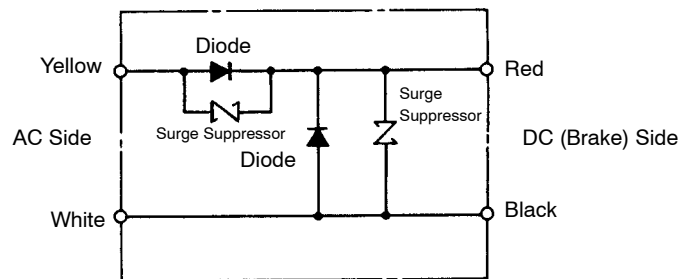 Diode
Yellow
Red
Surge
Suppressor
Surge Suppressor
AC Side
Diode
DC (Brake) Side
White
Black